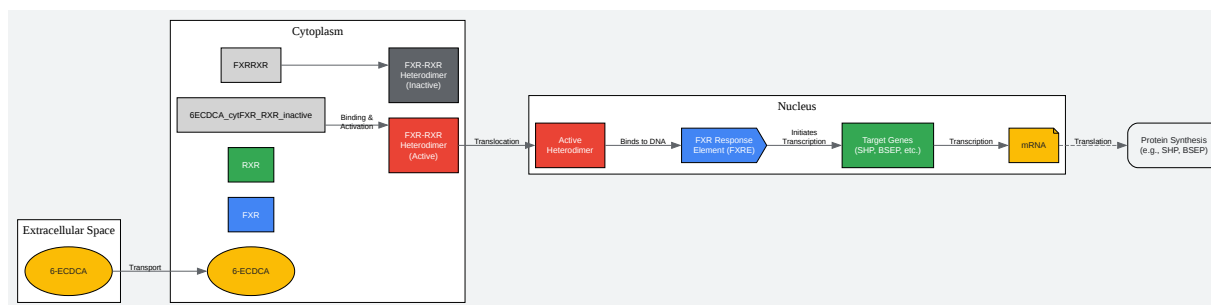 Cytoplasm
FXRRXR
FXR-RXR
Heterodimer
(Inactive)
6ECDCA_cytFXR_RXR_inactive
Binding &
Activation
FXR-RXR
Heterodimer
(Active)
RXR
FXR
6-ECDCA
Extracellular Space
6-ECDCA
Transport
Translocation
Nucleus
Active
Heterodimer
Binds to DNA
FXR Response
Element (FXRE)
Initiates
Transcription
Target Genes
(SHP, BSEP, etc.)
Transcription
mRNA
Translation
Protein Synthesis
(e.g., SHP, BSEP)